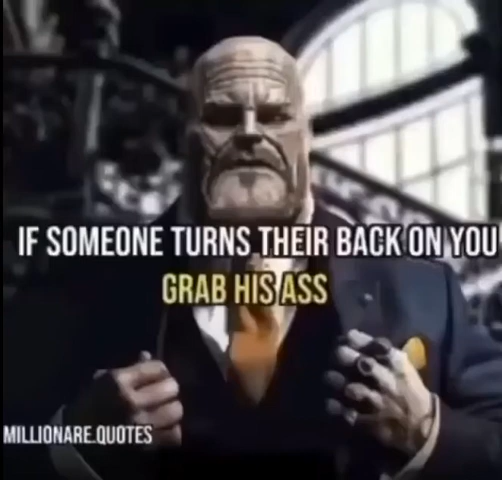 IF SOMEONE TURNS THEIR BACK ON YOU
GRAB HIS ASS
MILLIONARE.QUOTES